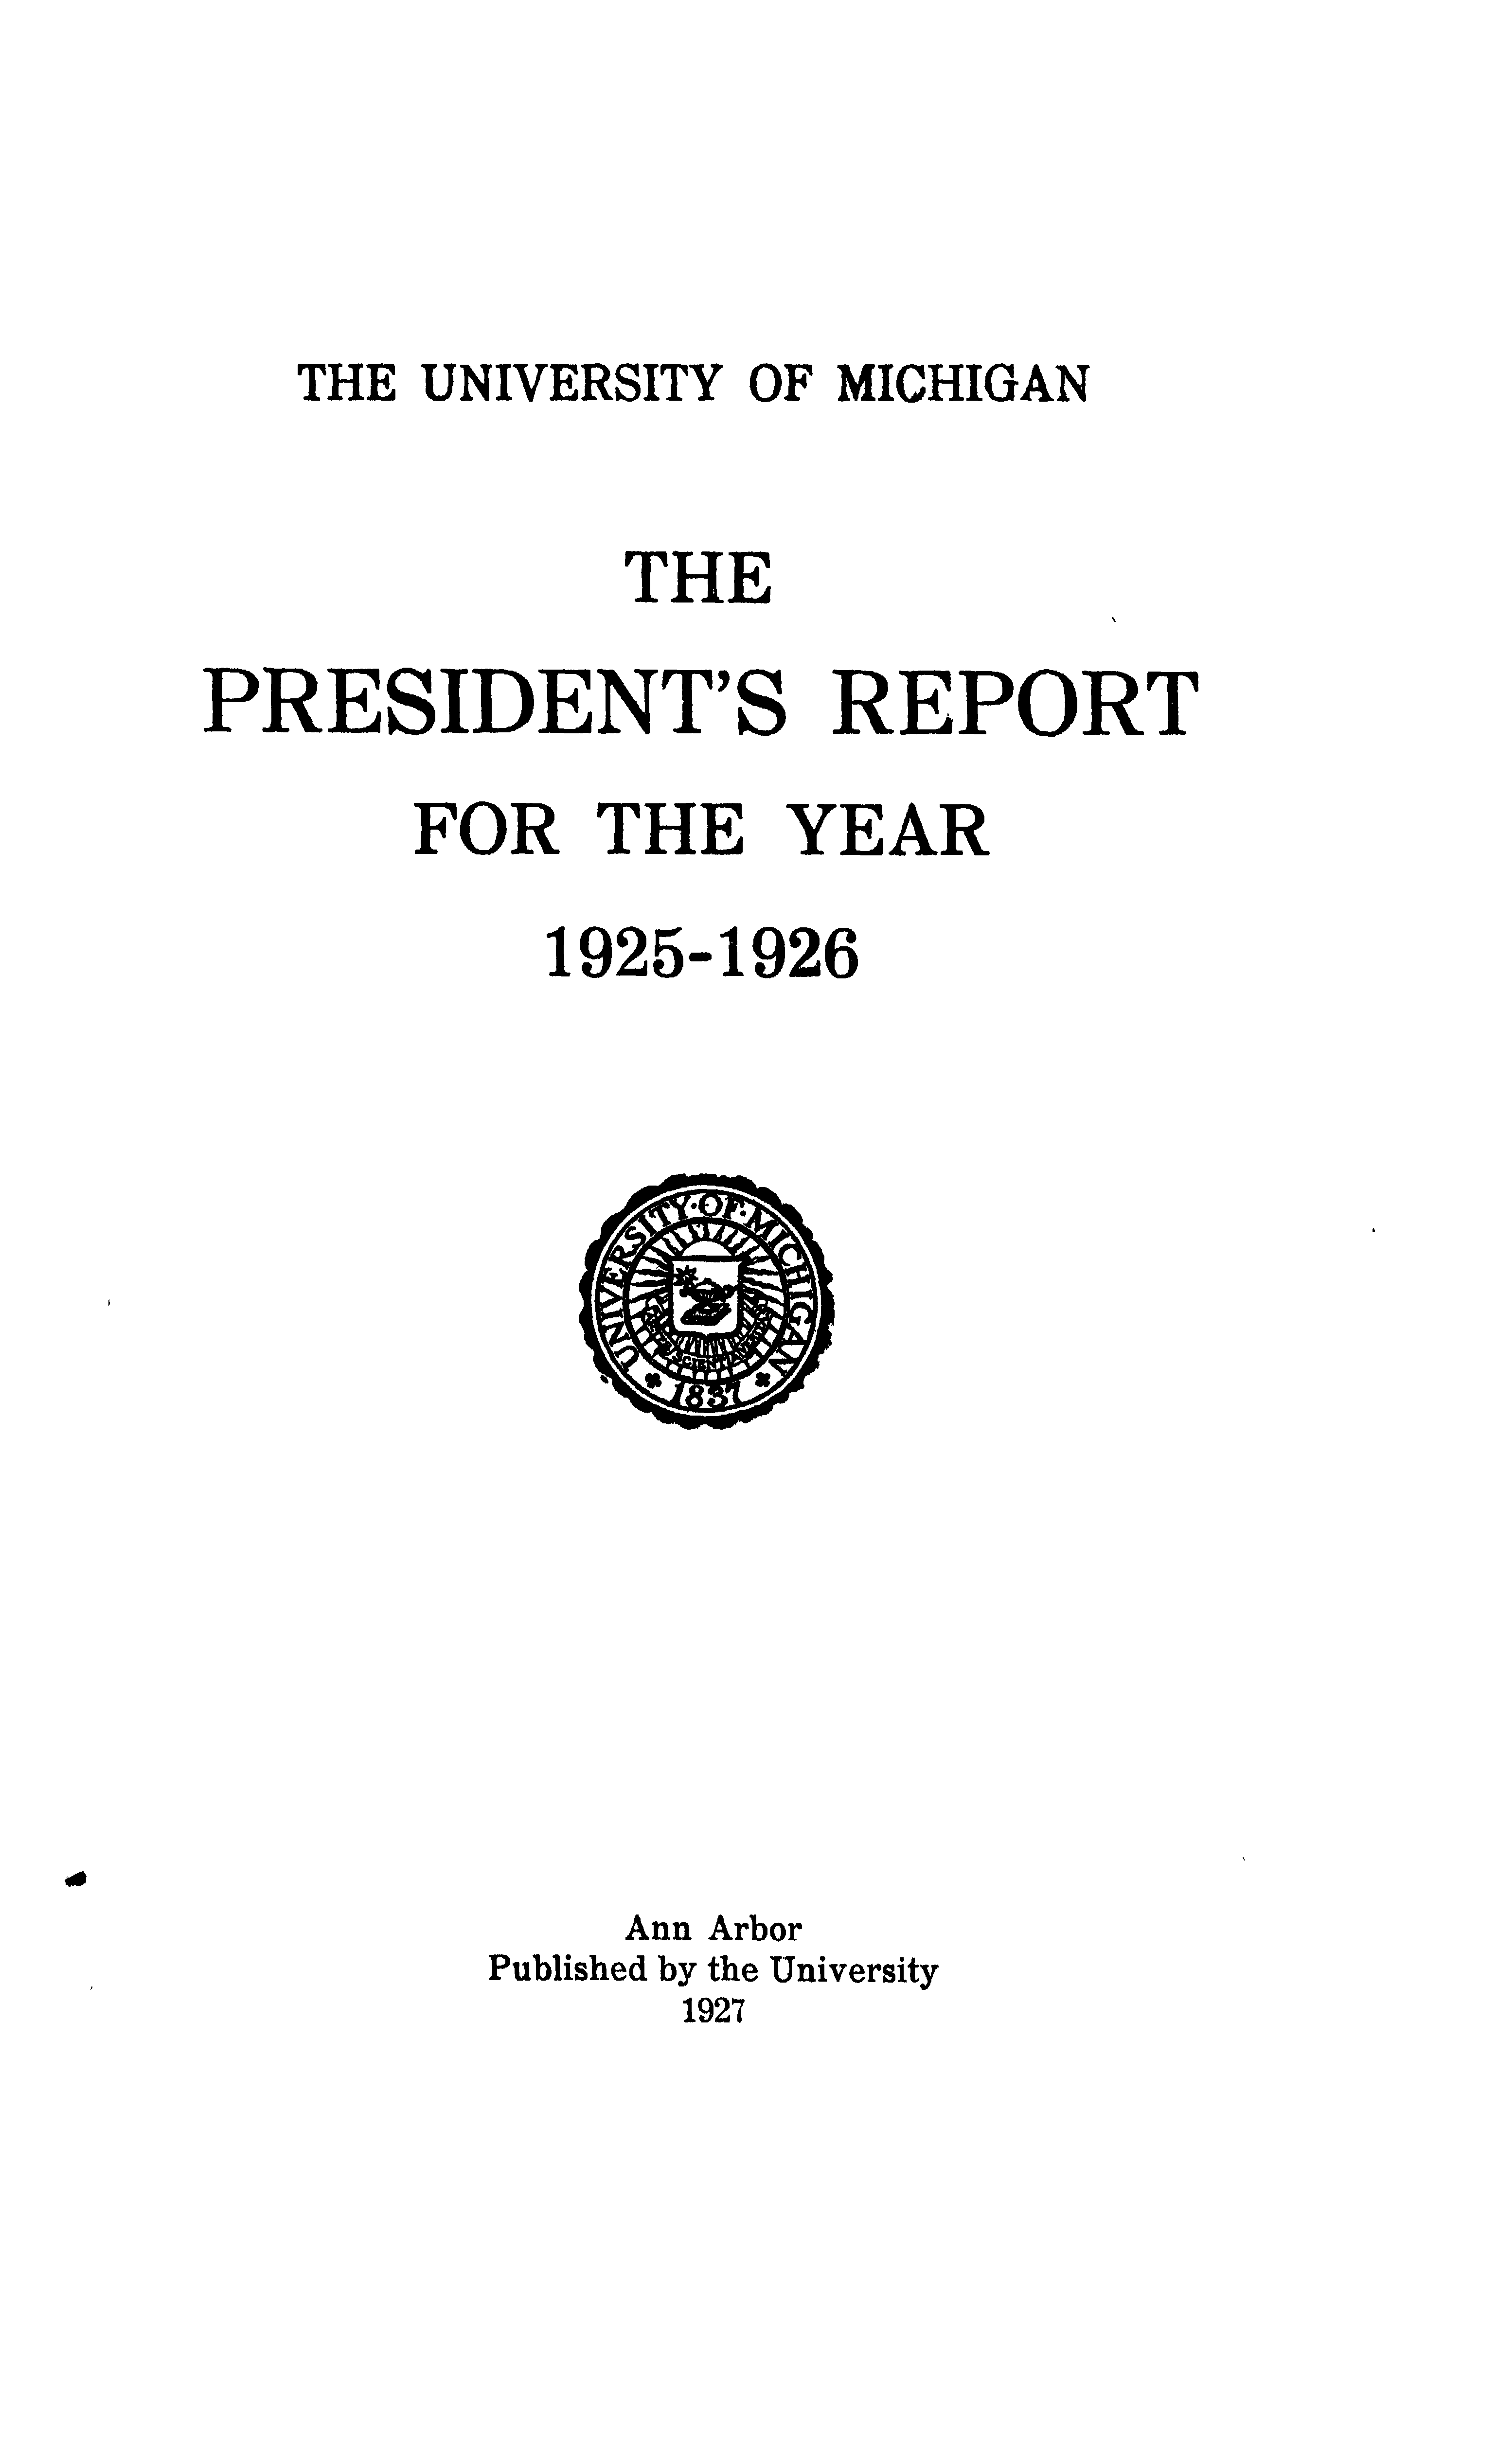 THE UNIVERSITY OF MICHIGAN
THE
PRESIDENT'S REPORT
FOR THE YEAR
1925-1926
UNIVERSITY·OF·MICHIGAN
SCIENTIA
1837
Ann Arbor
Published by the University
1927